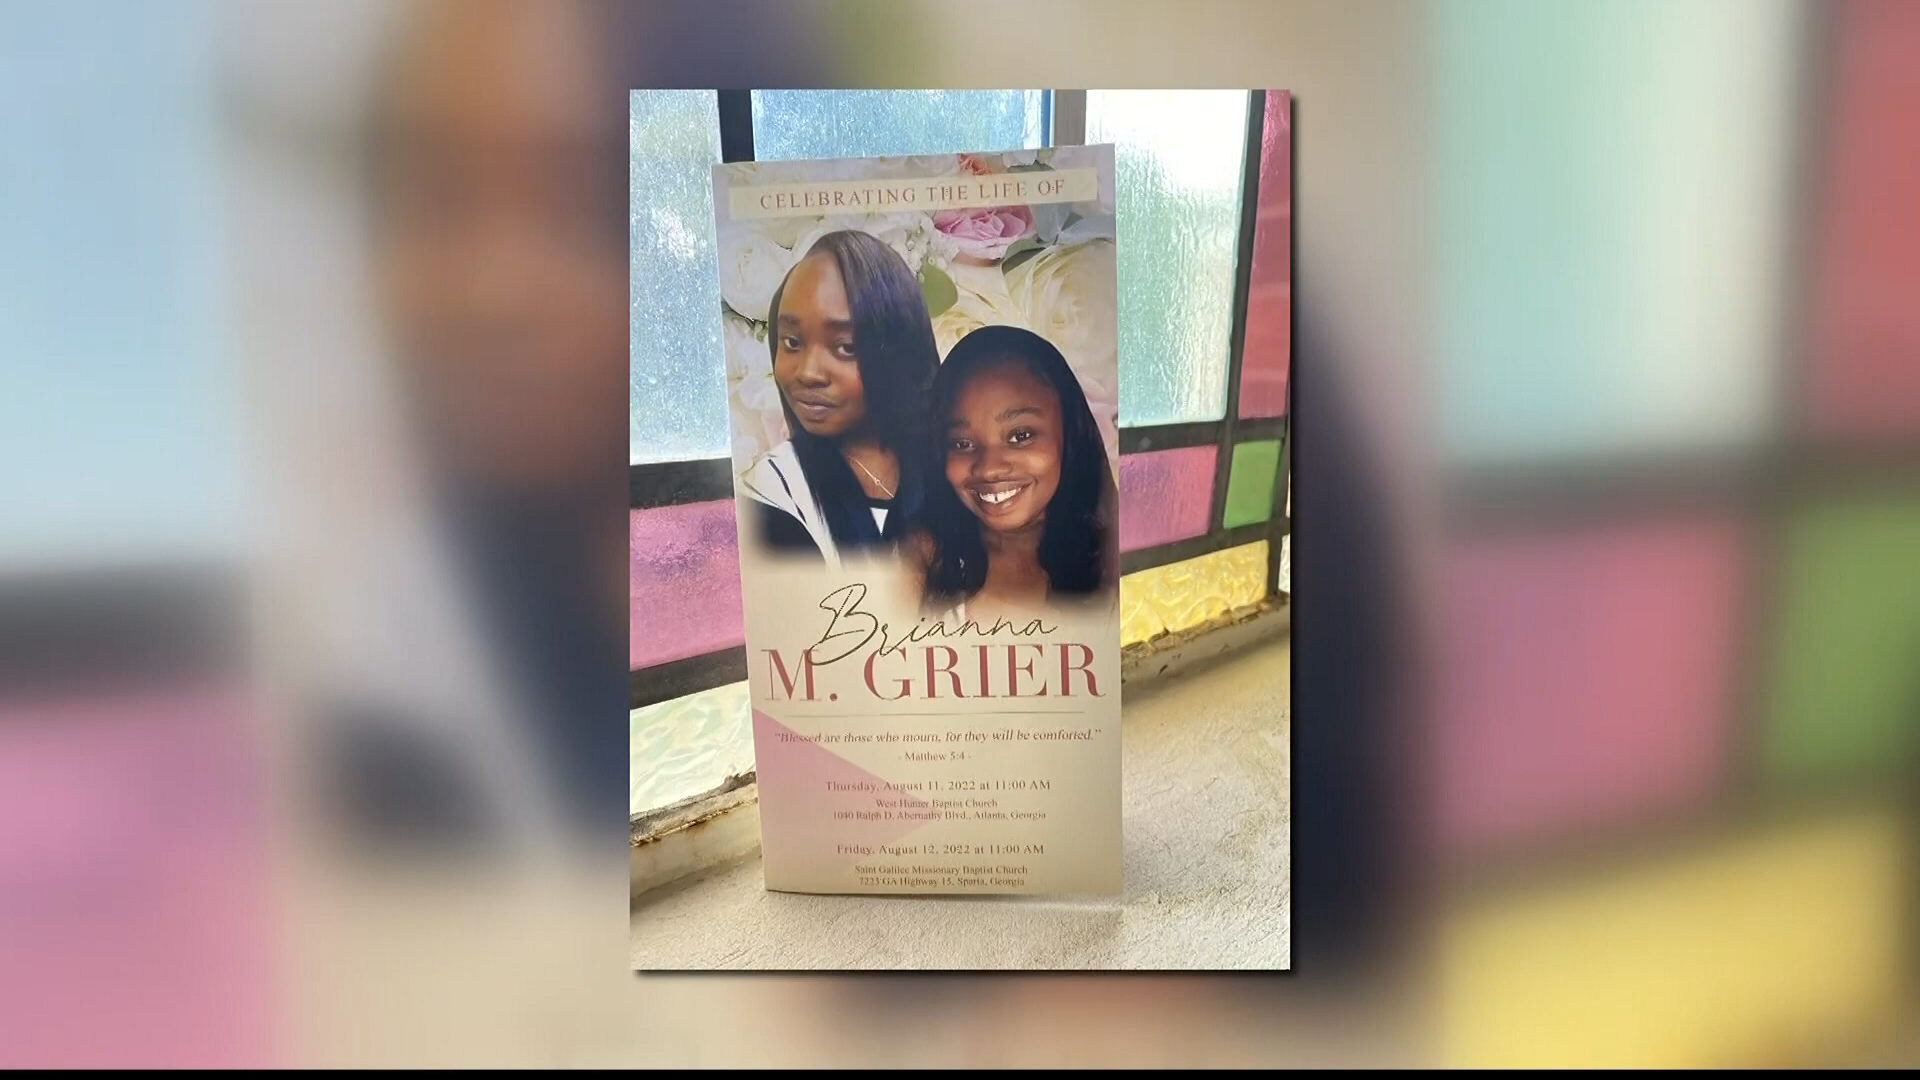 CELEBRATING THE LIFE OF
Brianna
M. GRIER
"Blessed are those who mourn, for they will be comforted."
- Matthew 5:4 -
Thursday, August 11, 2022 at 11:00 AM
West Hunter Baptist Church
1040 Ralph D. Abernathy Blvd., Atlanta, Georgia
Friday, August 12, 2022 at 11:00 AM
Saint Galilee Missionary Baptist Church
7223 GA Highway 15, Sparta, Georgia